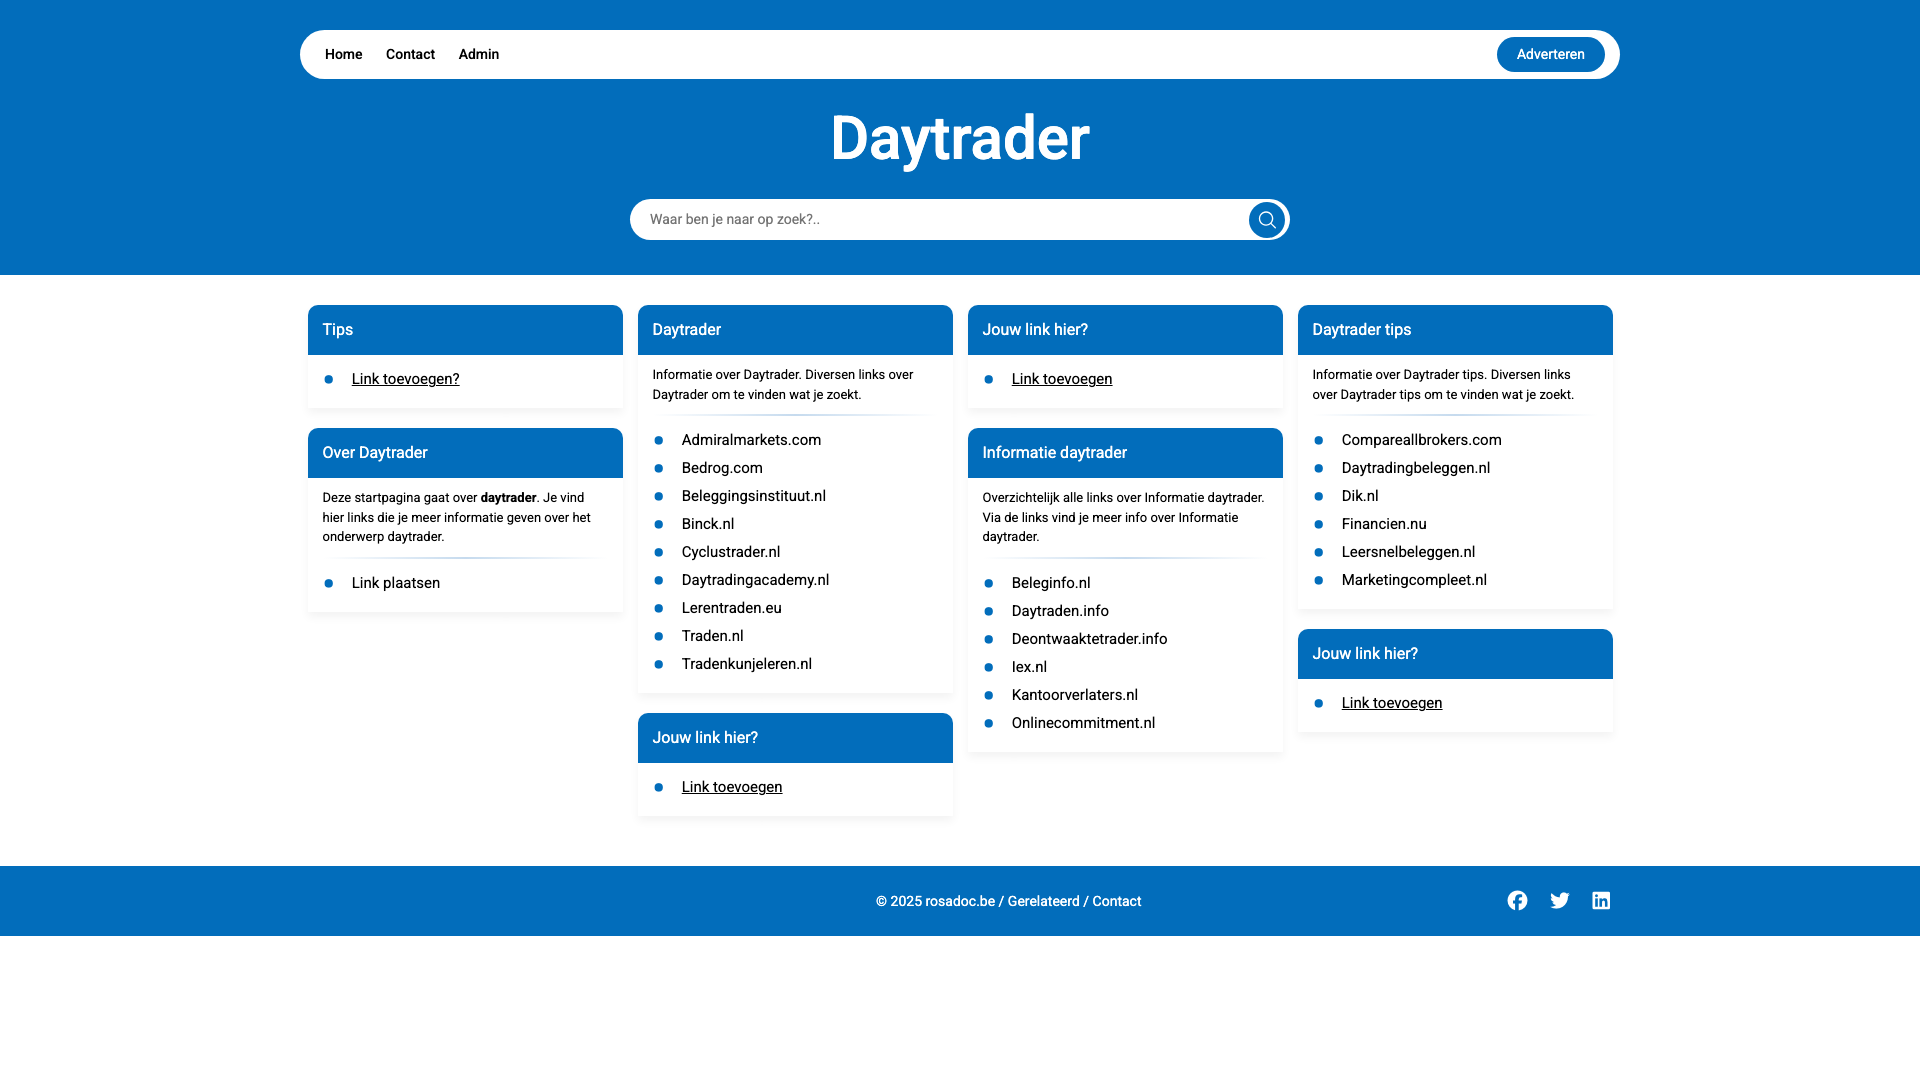 Home
Contact
Admin
Adverteren
Daytrader
Waar ben je naar op zoek?..
Tips
Link toevoegen?
Over Daytrader
Deze startpagina gaat over daytrader. Je vind
hier links die je meer informatie geven over het
onderwerp daytrader.
Link plaatsen
Daytrader
Informatie over Daytrader. Diversen links over
Daytrader om te vinden wat je zoekt.
Admiralmarkets.com
Bedrog.com
Beleggingsinstituut.nl
Binck.nl
Cyclustrader.nl
Daytradingacademy.nl
Lerentraden.eu
Traden.nl
Tradenkunjeleren.nl
Jouw link hier?
Link toevoegen
Jouw link hier?
Link toevoegen
Informatie daytrader
Overzichtelijk alle links over Informatie daytrader.
Via de links vind je meer info over Informatie
daytrader.
Beleginfo.nl
Daytraden.info
Deontwaaktetrader.info
Iex.nl
Kantoorverlaters.nl
Onlinecommitment.nl
Daytrader tips
Informatie over Daytrader tips. Diversen links
over Daytrader tips om te vinden wat je zoekt.
Compareallbrokers.com
Daytradingbeleggen.nl
Dik.nl
Financien.nu
Leersnelbeleggen.nl
Marketingcompleet.nl
Jouw link hier?
Link toevoegen
© 2025 rosadoc.be / Gerelateerd / Contact